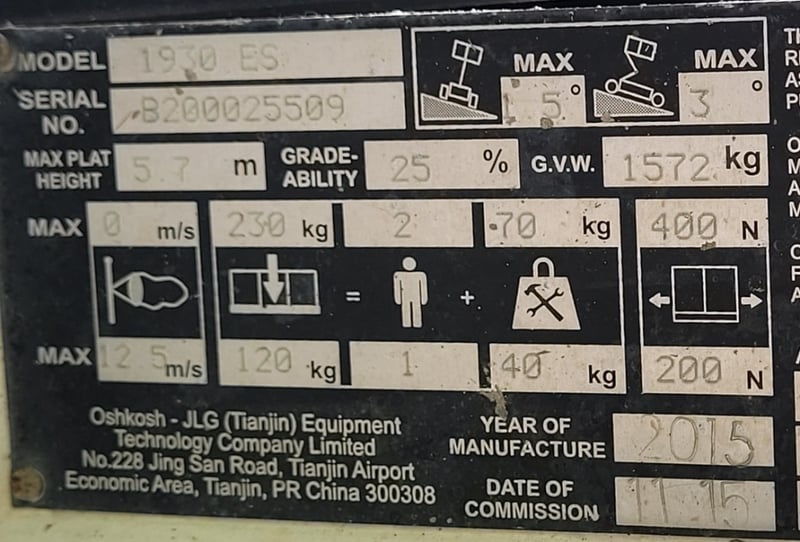 MODEL 1930 ES
MAX 5° MAX 3°
SERIAL NO. B200025509
MAX PLAT HEIGHT 5.7 m GRADE-ABILITY 25 % G.V.W. 1572 kg
MAX 0 m/s 230 kg 2 70 kg 400 N
= +
MAX 12 5 m/s 120 kg 1 40 kg 200 N
Oshkosh - JLG (Tianjin) Equipment
Technology Company Limited
No.228 Jing San Road, Tianjin Airport
Economic Area, Tianjin, PR China 300308
YEAR OF
MANUFACTURE 2015
DATE OF
COMMISSION 11 15